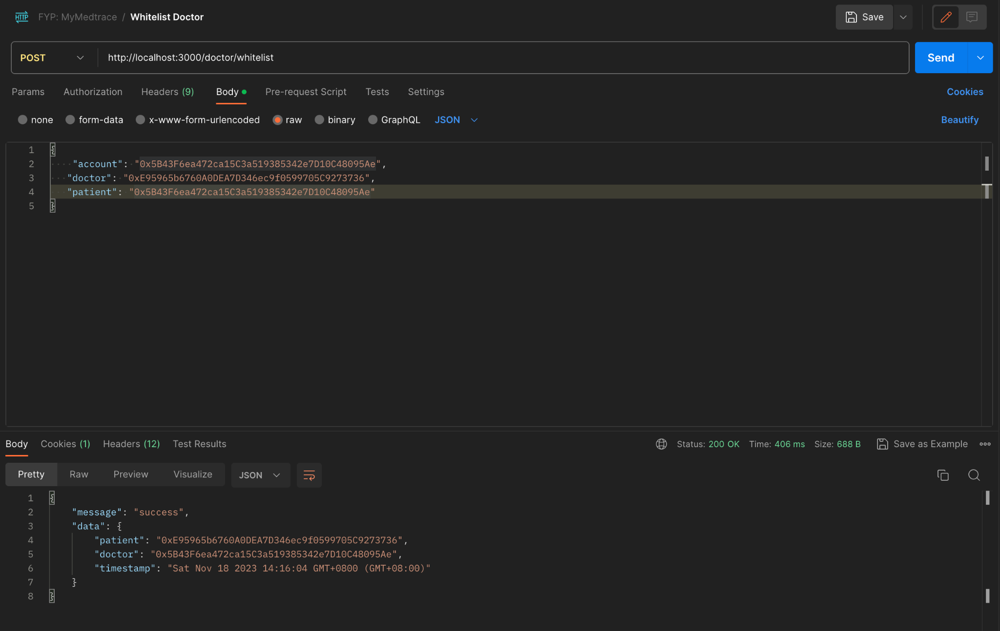 HTTP FYP: MyMedtrace / Whitelist Doctor Save
POST http://localhost:3000/doctor/whitelist Send
Params Authorization Headers (9) Body Pre-request Script Tests Settings Cookies
none form-data x-www-form-urlencoded raw binary GraphQL JSON Beautify
1 {
2 "account": "0x5B43F6ea472ca15C3a519385342e7D10C48095Ae",
3 "doctor": "0xE95965b6760A0DEA7D346ec9f0599705C9273736",
4 "patient": "0x5B43F6ea472ca15C3a519385342e7D10C48095Ae"
5 }
Body Cookies (1) Headers (12) Test Results Status: 200 OK Time: 406 ms Size: 688 B Save as Example
Pretty Raw Preview Visualize JSON
1 {
2 "message": "success",
3 "data": {
4 "patient": "0xE95965b6760A0DEA7D346ec9f0599705C9273736",
5 "doctor": "0x5B43F6ea472ca15C3a519385342e7D10C48095Ae",
6 "timestamp": "Sat Nov 18 2023 14:16:04 GMT+0800 (GMT+08:00)"
7 }
8 }